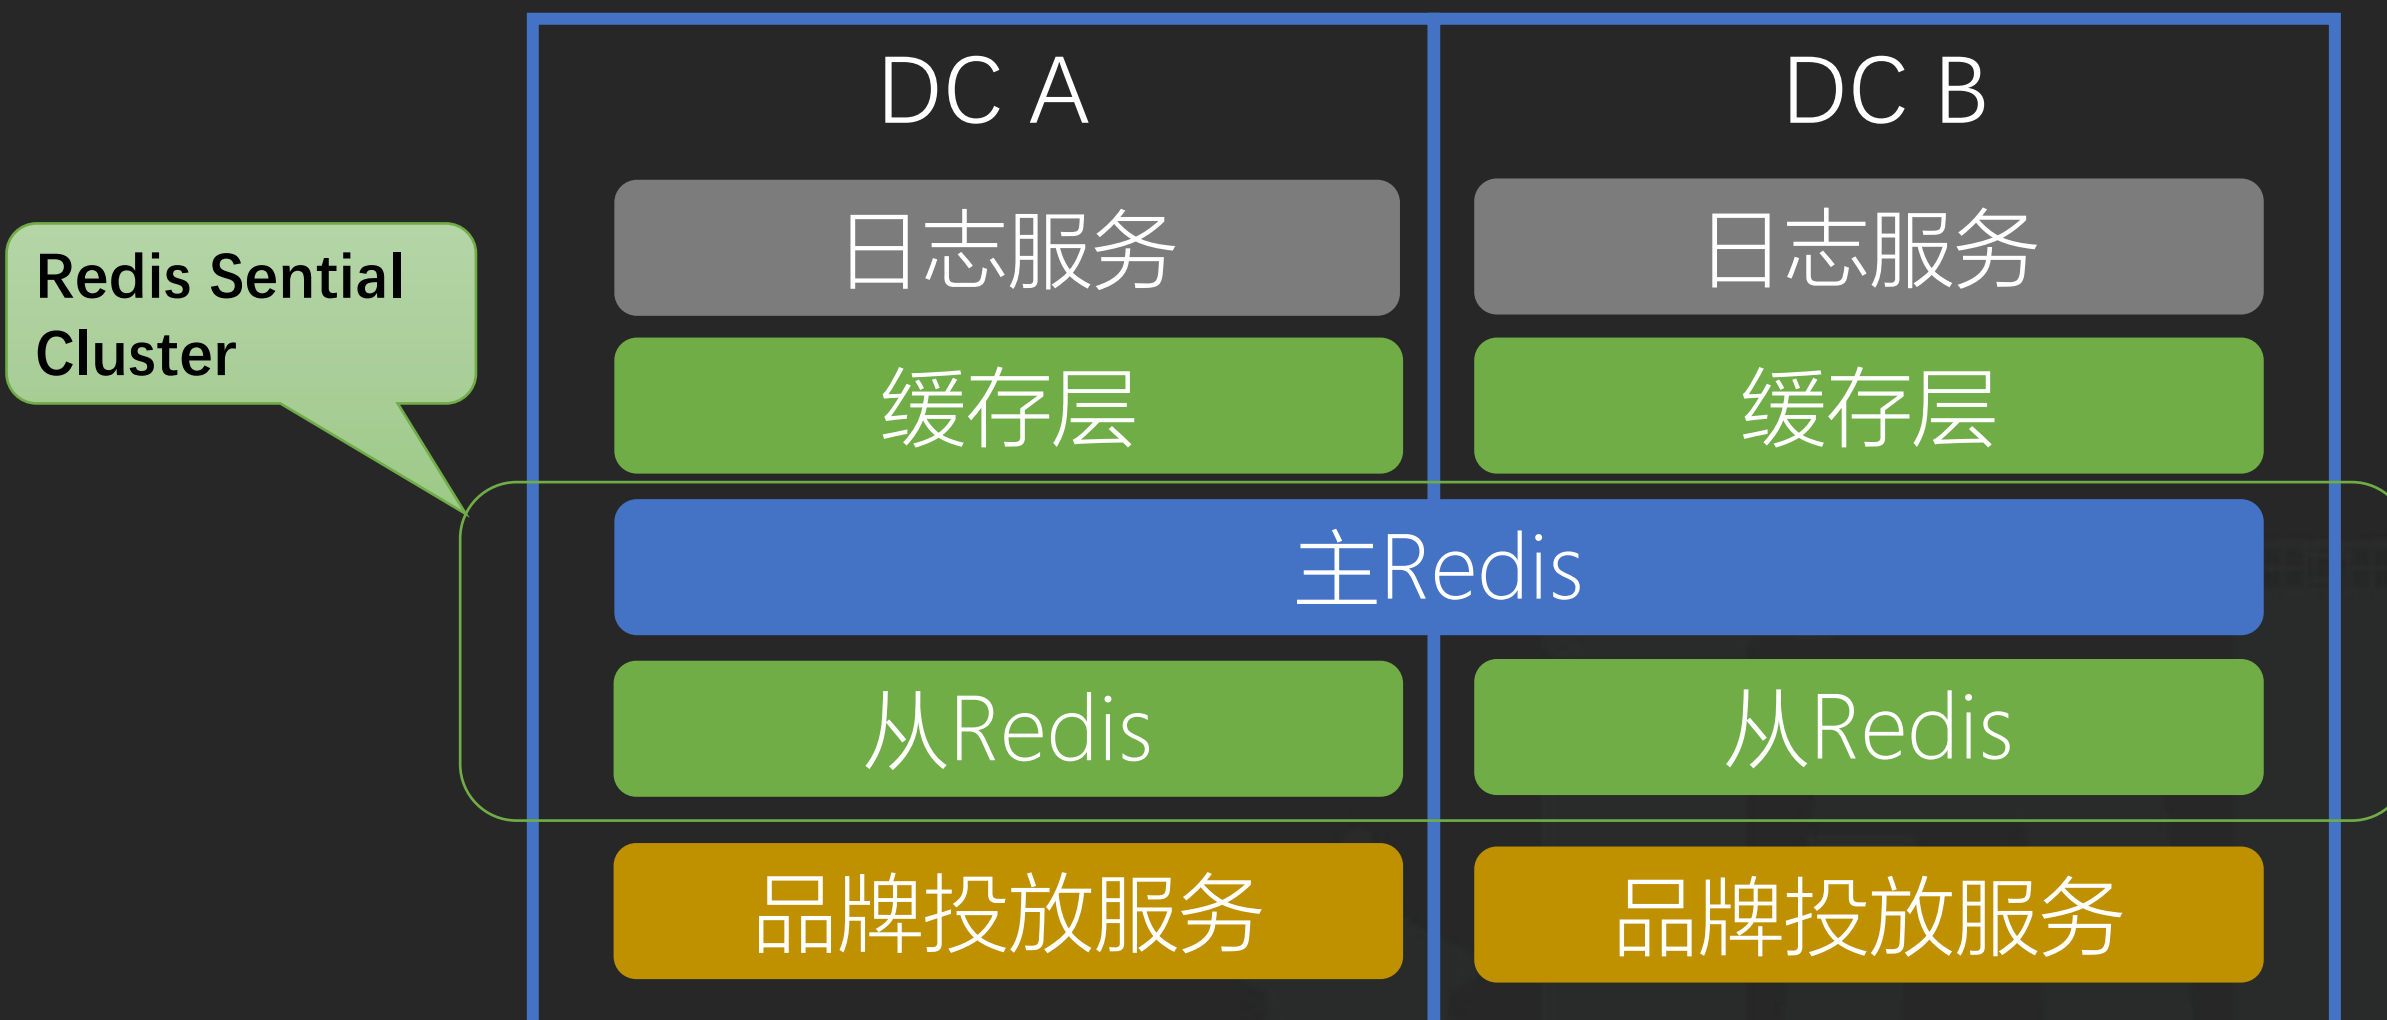 DC A
DC B
Redis Sential
Cluster
日志服务
日志服务
缓存层
缓存层
主Redis
从Redis
从Redis
品牌投放服务
品牌投放服务